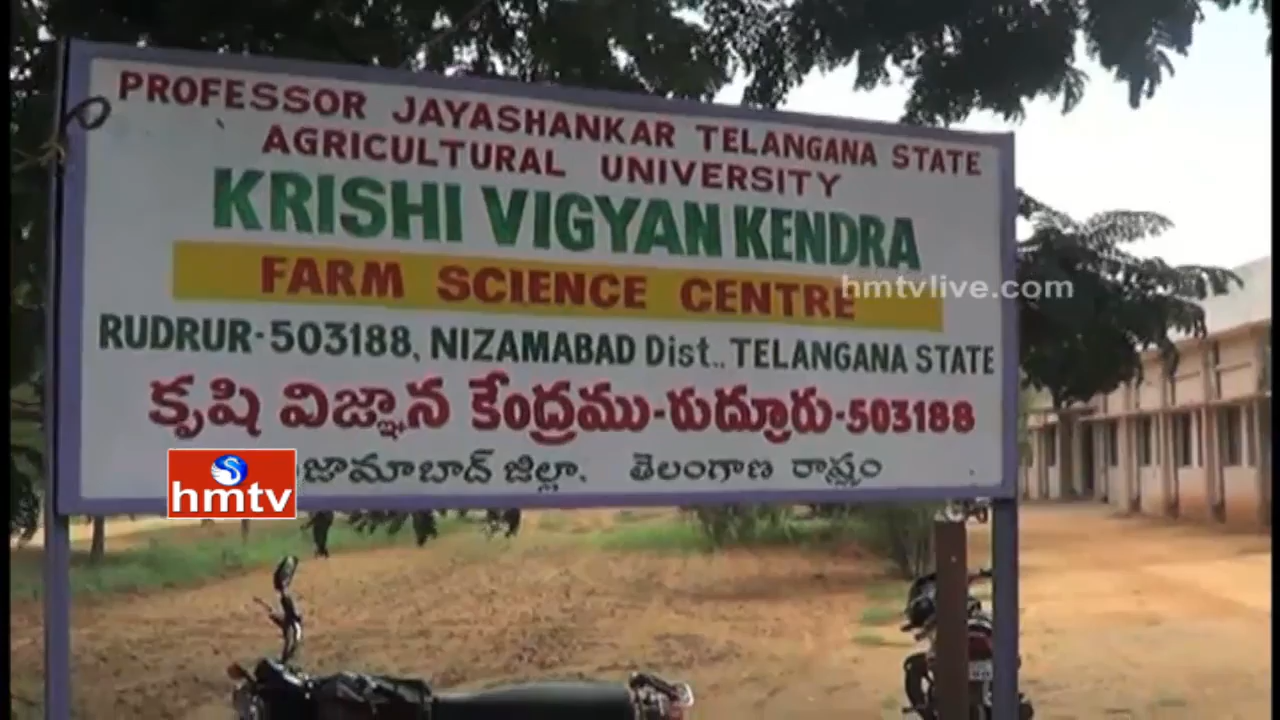 PROFESSOR JAYASHANKAR TELANGANA STATE
AGRICULTURAL UNIVERSITY
KRISHI VIGYAN KENDRA
FARM SCIENCE CENTRE
hmtvlive.com
RUDRUR-503188, NIZAMABAD Dist.. TELANGANA STATE
కృషి విజ్ఞాన కేంద్రము-రుద్రూరు-503188
జిల్లా. తెలంగాణ రాష్ట్రం
hmtv